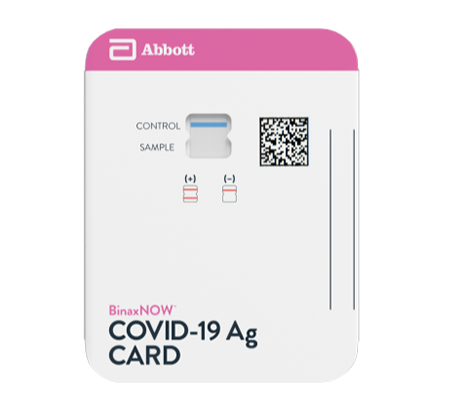 Abbott
CONTROL
SAMPLE
(+) (-)
BinaxNOW™
COVID-19 Ag
CARD